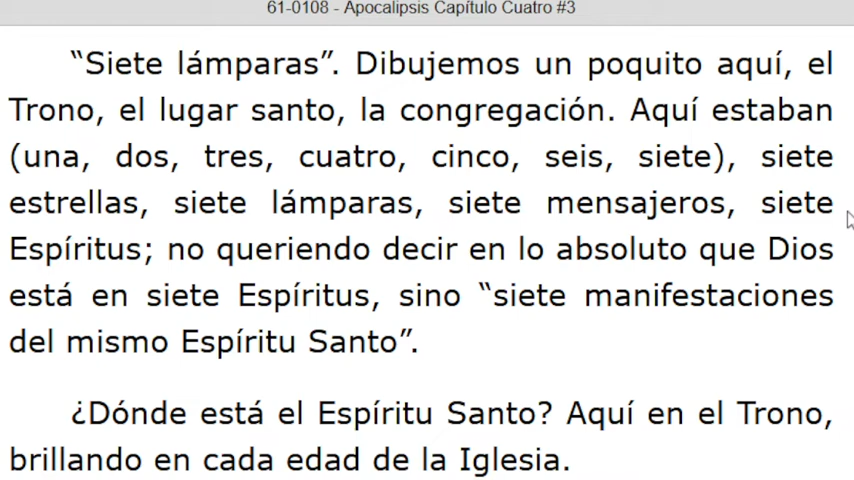 61-0108 - Apocalipsis Capítulo Cuatro #3
“Siete lámparas”. Dibujemos un poquito aquí, el
Trono, el lugar santo, la congregación. Aquí estaban
(una, dos, tres, cuatro, cinco, seis, siete), siete
estrellas, siete lámparas, siete mensajeros, siete
Espíritus; no queriendo decir en lo absoluto que Dios
está en siete Espíritus, sino “siete manifestaciones
del mismo Espíritu Santo”.
¿Dónde está el Espíritu Santo? Aquí en el Trono,
brillando en cada edad de la Iglesia.